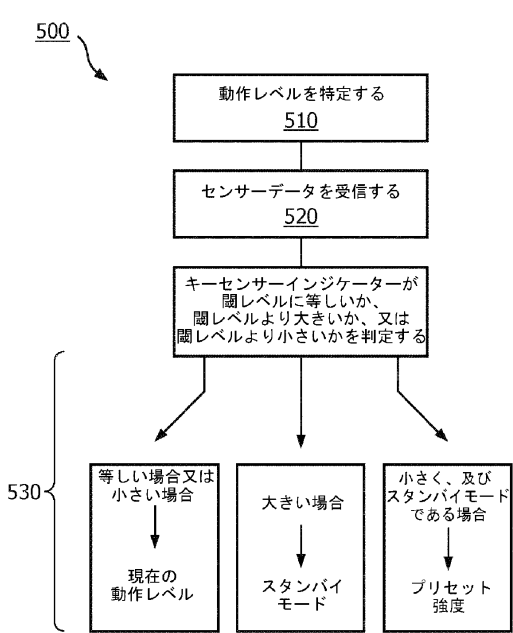 500
動作レベルを特定する
510
センサーデータを受信する
520
キーセンサーインジケーターが
閾レベルに等しいか、
閾レベルより大きいか、又は
閾レベルより小さいかを判定する
530
等しい場合又は
小さい場合
現在の
動作レベル
大きい場合
スタンバイ
モード
小さく、及び
スタンバイモード
である場合
プリセット
強度